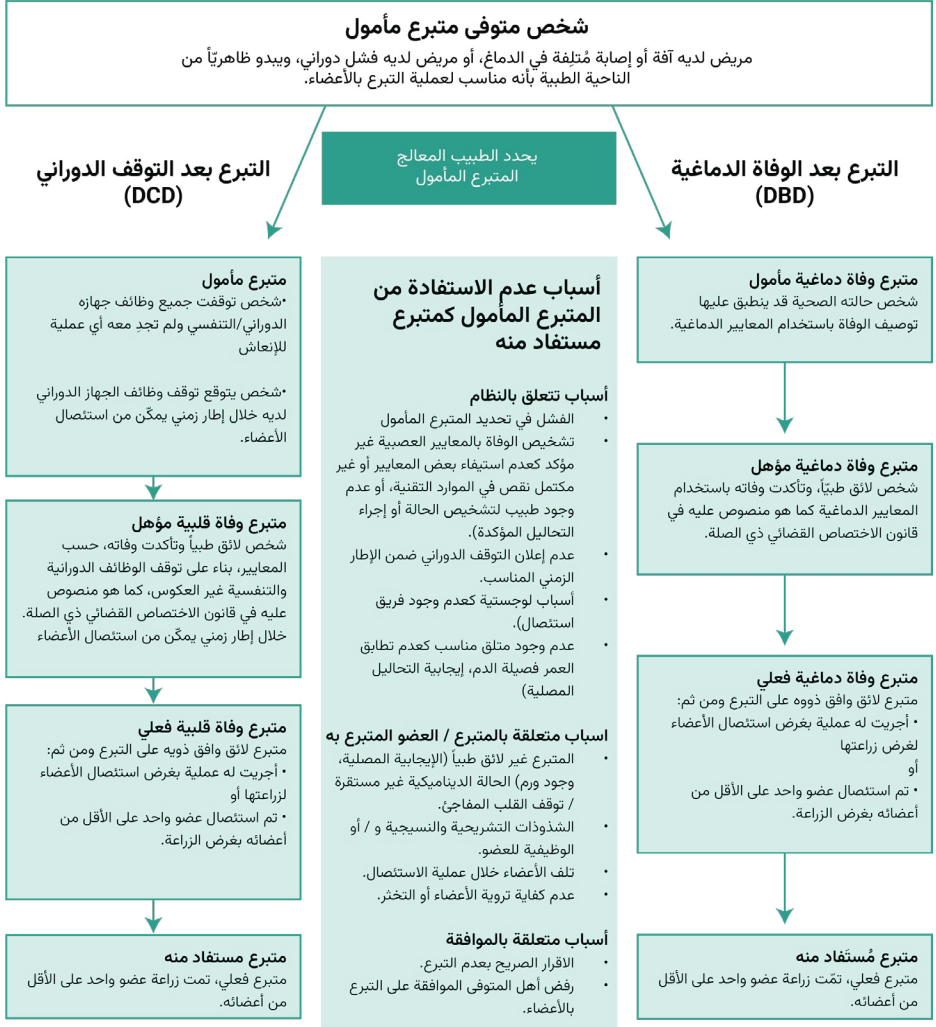 شخص متوفى متبرع مأمول
مريض لديه آفة أو إصابة مُتلِفة في الدماغ، أو مريض لديه فشل دوراني، ويبدو ظاهريّاً من
الناحية الطبية بأنه مناسب لعملية التبرع بالأعضاء.
يحدد الطبيب المعالج
المتبرع المأمول
التبرع بعد الوفاة الدماغية
(DBD)
متبرع وفاة دماغية مأمول
شخص حالته الصحية قد ينطبق عليها
توصيف الوفاة باستخدام المعايير الدماغية.
متبرع وفاة دماغية مؤهل
شخص لائق طبيّاً، وتأكدت وفاته باستخدام
المعايير الدماغية كما هو منصوص عليه في
قانون الاختصاص القضائي ذي الصلة.
متبرع وفاة دماغية فعلي
متبرع لائق وافق ذووه على التبرع ومن ثم:
• أجريت له عملية بغرض استئصال الأعضاء
لغرض زراعتها
أو
• تم استئصال عضو واحد على الأقل من
أعضائه بغرض الزراعة.
متبرع مُستَفاد منه
متبرع فعلي، تمّت زراعة عضو واحد على الأقل
من أعضائه.
أسباب عدم الاستفادة من
المتبرع المأمول كمتبرع
مستفاد منه
أسباب تتعلق بالنظام
• الفشل في تحديد المتبرع المأمول
• تشخيص الوفاة بالمعايير العصبية غير
مؤكد كعدم استيفاء بعض المعايير أو غير
مكتمل نقص في الموارد التقنية، أو عدم
وجود طبيب لتشخيص الحالة أو إجراء
التحاليل المؤكدة).
• عدم إعلان التوقف الدوراني ضمن الإطار
الزمني المناسب.
• أسباب لوجستية كعدم وجود فريق
استئصال).
• عدم وجود متلق مناسب كعدم تطابق
العمر فصيلة الدم، إيجابية التحاليل
المصلية)
اسباب متعلقة بالمتبرع / العضو المتبرع به
• المتبرع غير لائق طبياً (الإيجابية المصلية،
وجود ورم) الحالة الديناميكية غير مستقرة
/ توقف القلب المفاجئ.
• الشذوذات التشريحية والنسيجية و / أو
الوظيفية للعضو.
• تلف الأعضاء خلال عملية الاستئصال.
• عدم كفاية تروية الأعضاء أو التخثر.
أسباب متعلقة بالموافقة
• الاقرار الصريح بعدم التبرع.
• رفض أهل المتوفى الموافقة على التبرع
بالأعضاء.
التبرع بعد التوقف الدوراني
(DCD)
متبرع مأمول
•شخص توقفت جميع وظائف جهازه
الدوراني/التنفسي ولم تجدِ معه أي عملية
للإنعاش
•شخص يتوقع توقف وظائف الجهاز الدوراني
لديه خلال إطار زمني يمكّن من استئصال
الأعضاء.
متبرع وفاة قلبية مؤهل
شخص لائق طبياً وتأكدت وفاته، حسب
المعايير، بناء على توقف الوظائف الدورانية
والتنفسية غير العكوس، كما هو منصوص
عليه في قانون الاختصاص القضائي ذي الصلة.
خلال إطار زمني يمكّن من استئصال الأعضاء
متبرع وفاة قلبية فعلي
متبرع لائق وافق ذويه على التبرع ومن ثم:
• أجريت له عملية بغرض استئصال الأعضاء
لزراعتها أو
• تم استئصال عضو واحد على الأقل من
أعضائه بغرض الزراعة.
متبرع مستفاد منه
متبرع فعلي، تمت زراعة عضو واحد على الأقل
من أعضائه.